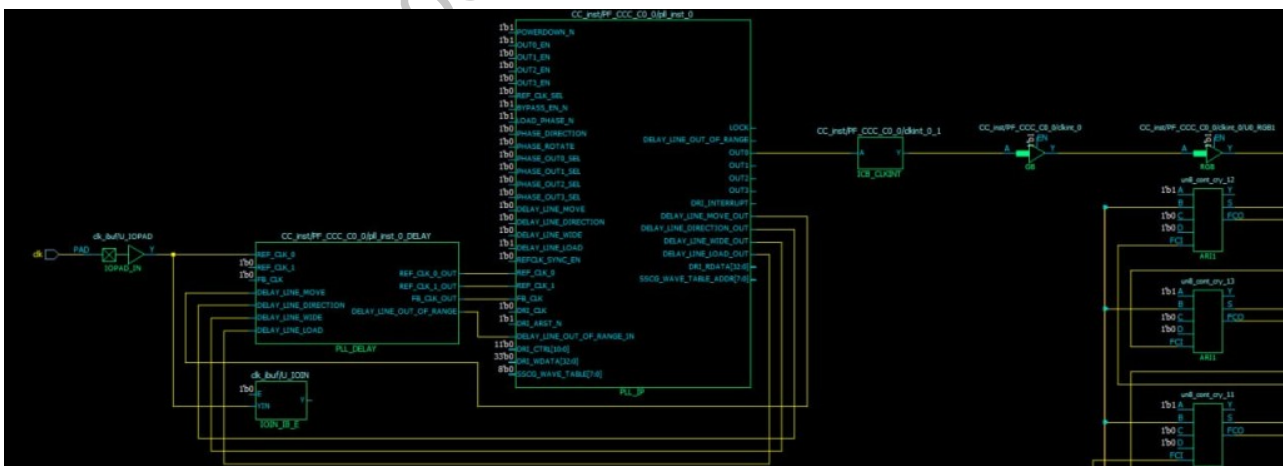 CC_inst/PF_CCC_C0_0/pll_inst_0
1'b1 POWERDOWN_N
1'b1 OUT0_EN
1'b0 OUT1_EN
1'b0 OUT2_EN
1'b0 OUT3_EN
1'b0 REF_CLK_SEL
1'b1 BYPASS_EN_N
1'b1 LOAD_PHASE_N
1'b0 PHASE_DIRECTION
1'b0 PHASE_ROTATE
1'b0 PHASE_OUT0_SEL
1'b0 PHASE_OUT1_SEL
1'b0 PHASE_OUT2_SEL
1'b0 PHASE_OUT3_SEL
1'b0 DELAY_LINE_MOVE
1'b0 DELAY_LINE_DIRECTION
1'b0 DELAY_LINE_WIDE
1'b1 DELAY_LINE_LOAD
1'b0 REFCLK_SYNC_EN
REF_CLK_0
REF_CLK_1
FB_CLK
1'b0 DRI_CLK
1'b1 DRI_ARST_N
DELAY_LINE_OUT_OF_RANGE_IN
11'b0 DRI_CTRL[10:0]
33'b0 DRI_WDATA[32:0]
8'b0 SSCG_WAVE_TABLE[7:0]
LOCK
DELAY_LINE_OUT_OF_RANGE
OUT0
OUT1
OUT2
OUT3
DRI_INTERRUPT
DELAY_LINE_MOVE_OUT
DELAY_LINE_DIRECTION_OUT
DELAY_LINE_WIDE_OUT
DELAY_LINE_LOAD_OUT
DRI_RDATA[32:0]
SSCG_WAVE_TABLE_ADDR[7:0]
PLL_IP
clk
clk_ibuf/U_IOPAD
PAD Y
IOPAD_IN
CC_inst/PF_CCC_C0_0/pll_inst_0_DELAY
REF_CLK_0
1'b0 REF_CLK_1
1'b0 FB_CLK
DELAY_LINE_MOVE
DELAY_LINE_DIRECTION
DELAY_LINE_WIDE
DELAY_LINE_LOAD
REF_CLK_0_OUT
REF_CLK_1_OUT
FB_CLK_OUT
DELAY_LINE_OUT_OF_RANGE
PLL_DELAY
clk_ibuf/U_IOIN
1'b0 E Y
YIN
IOIN_IB_E
CC_inst/PF_CCC_C0_0/clkint_0_1
A Y
ICB_CLKINT
CC_inst/PF_CCC_C0_0/clkint_0
1'b1 EN
A Y
GB
CC_inst/PF_CCC_C0_0/clkint_0/U0_RGB1
1'b1 EN
A Y
RGB
un8_cont_cry_12
1'b1 A Y
B S
1'b0 C FCO
1'b0 D
FCI
ARI1
un8_cont_cry_13
1'b1 A Y
B S
1'b0 C FCO
1'b0 D
FCI
ARI1
un8_cont_cry_11
1'b1 A Y
B S
1'b0 C FCO
1'b0 D
FCI